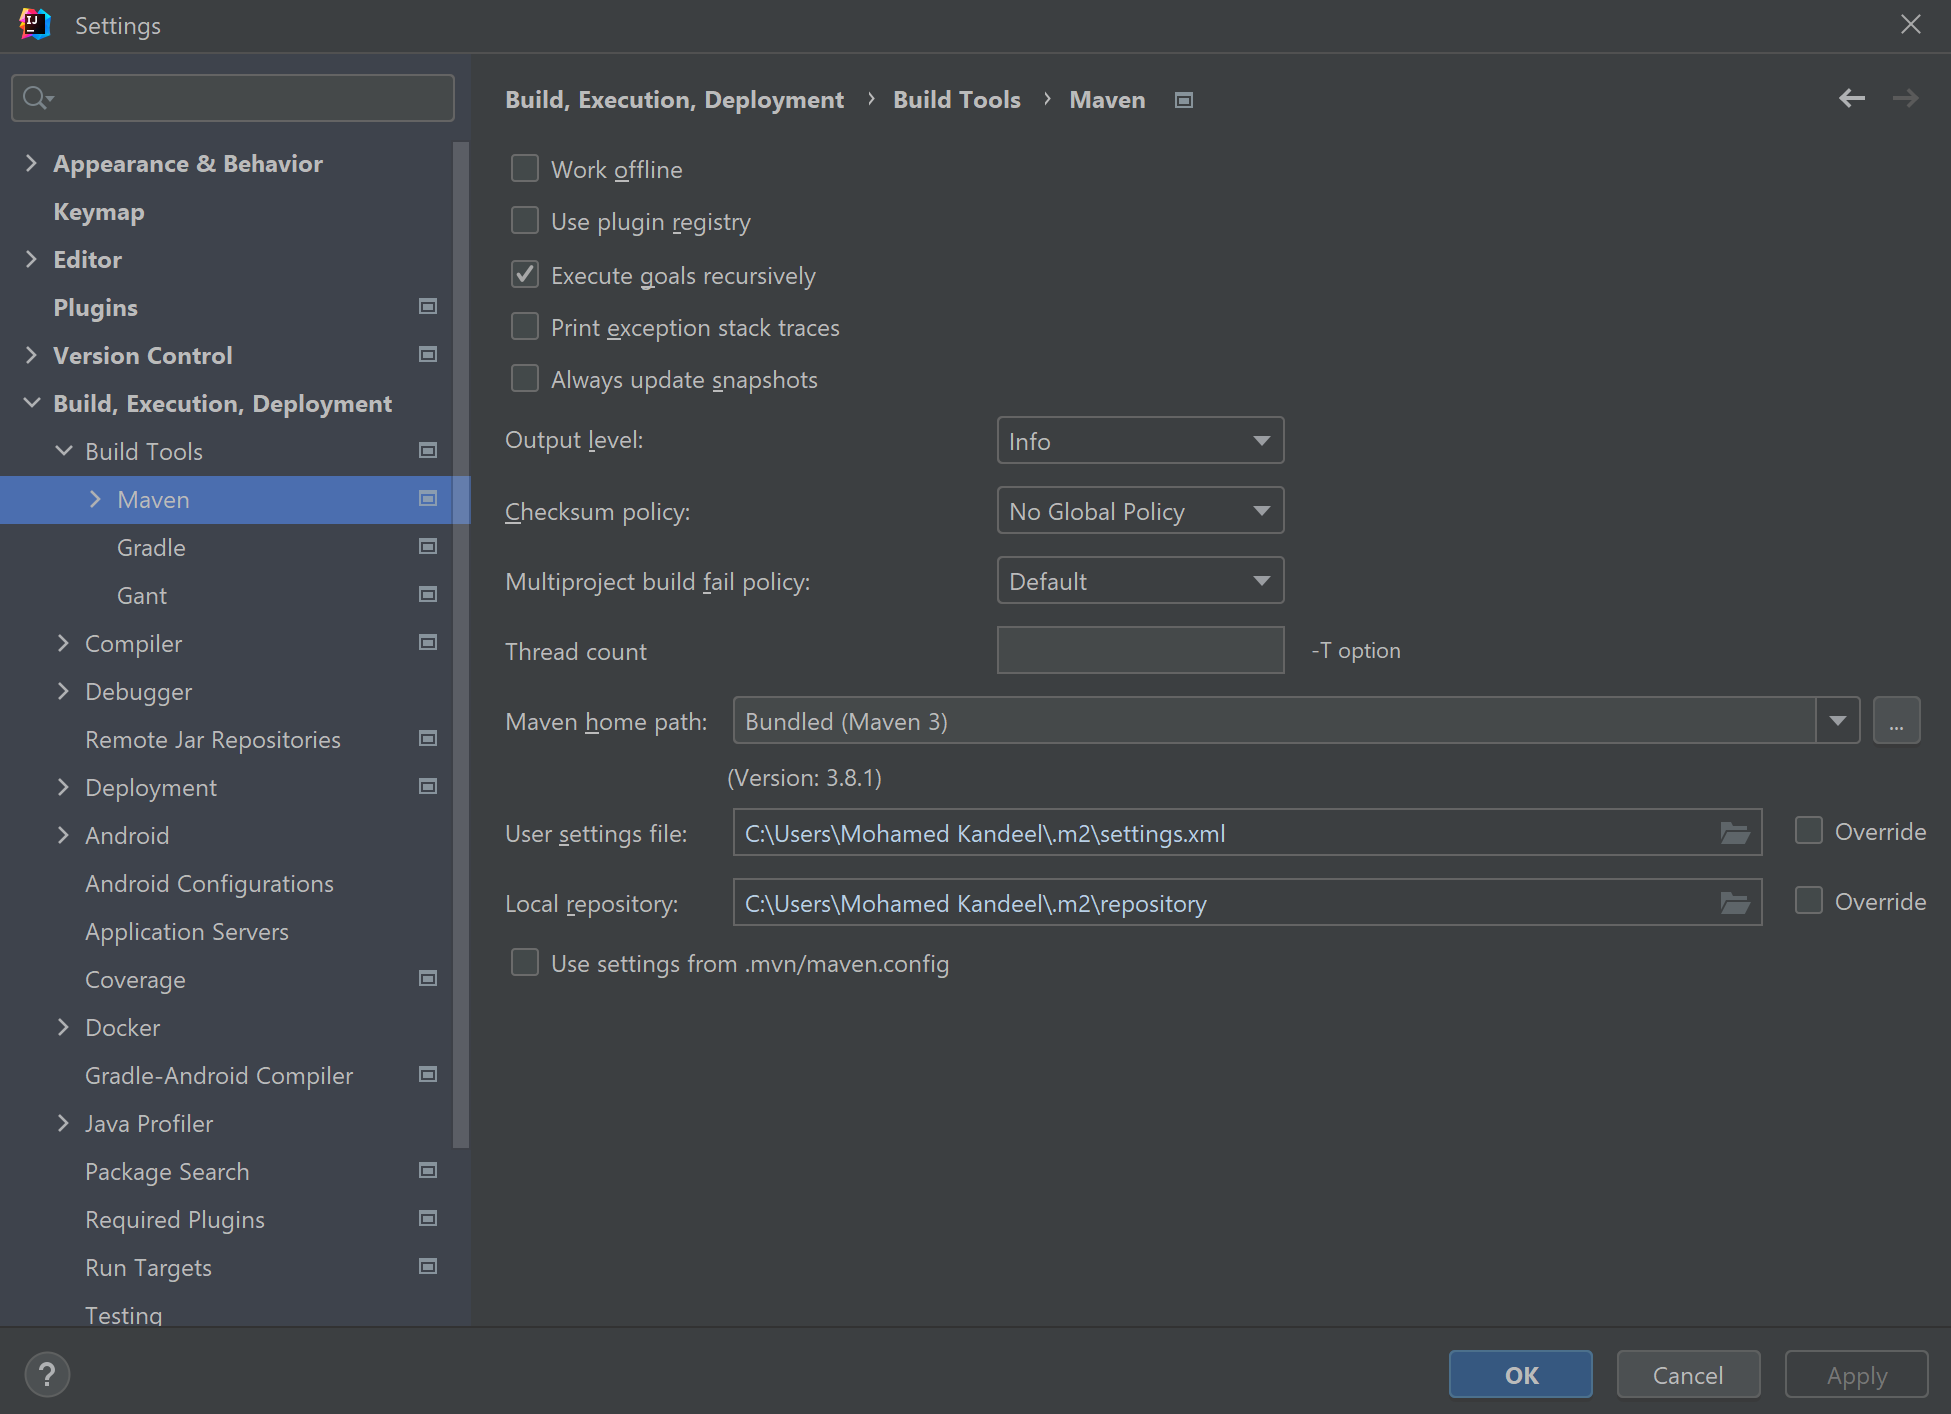 Settings
Appearance & Behavior
Keymap
Editor
Plugins
Version Control
Build, Execution, Deployment
Build Tools
Maven
Gradle
Gant
Compiler
Debugger
Remote Jar Repositories
Deployment
Android
Android Configurations
Application Servers
Coverage
Docker
Gradle-Android Compiler
Java Profiler
Package Search
Required Plugins
Run Targets
Testing
Build, Execution, Deployment › Build Tools › Maven
Work offline
Use plugin registry
Execute goals recursively
Print exception stack traces
Always update snapshots
Output level: Info
Checksum policy: No Global Policy
Multiproject build fail policy: Default
Thread count -T option
Maven home path: Bundled (Maven 3) ...
(Version: 3.8.1)
User settings file: C:\Users\Mohamed Kandeel\.m2\settings.xml Override
Local repository: C:\Users\Mohamed Kandeel\.m2\repository Override
Use settings from .mvn/maven.config
? OK Cancel Apply